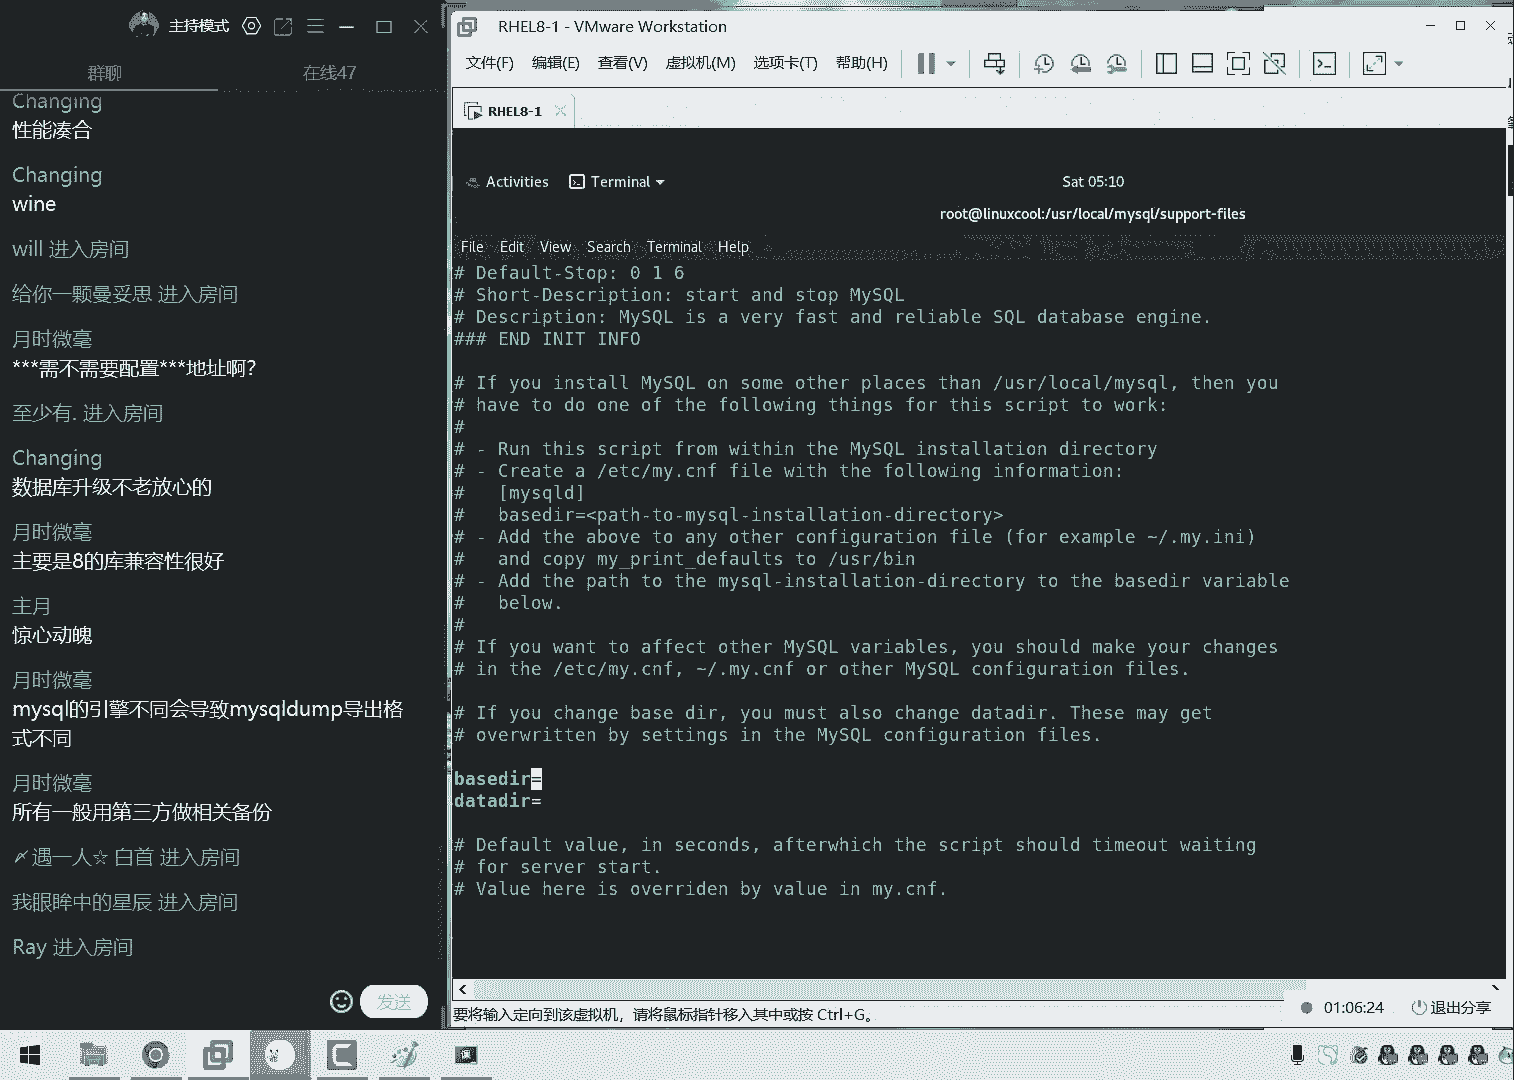 主持模式
群聊
在线47
Changing
性能凑合
Changing
wine
will 进入房间
给你一颗曼妥思 进入房间
月时微毫
***需不需要配置***地址啊?
至少有. 进入房间
Changing
数据库升级不老放心的
月时微毫
主要是8的库兼容性很好
主月
惊心动魄
月时微毫
mysql的引擎不同会导致mysqldump导出格
式不同
月时微毫
所有一般用第三方做相关备份
〆遇一人☆ 白首 进入房间
我眼眸中的星辰 进入房间
Ray 进入房间
发送
RHEL8-1 - VMware Workstation
文件(F) 编辑(E) 查看(V) 虚拟机(M) 选项卡(T) 帮助(H)
RHEL8-1
Activities Terminal Sat 05:10
root@linuxcool:/usr/local/mysql/support-files
File Edit View Search Terminal Help
# Default-Stop: 0 1 6
# Short-Description: start and stop MySQL
# Description: MySQL is a very fast and reliable SQL database engine.
### END INIT INFO
# If you install MySQL on some other places than /usr/local/mysql, then you
# have to do one of the following things for this script to work:
#
# - Run this script from within the MySQL installation directory
# - Create a /etc/my.cnf file with the following information:
#   [mysqld]
#   basedir=<path-to-mysql-installation-directory>
# - Add the above to any other configuration file (for example ~/.my.ini)
#   and copy my_print_defaults to /usr/bin
# - Add the path to the mysql-installation-directory to the basedir variable
#   below.
#
# If you want to affect other MySQL variables, you should make your changes
# in the /etc/my.cnf, ~/.my.cnf or other MySQL configuration files.
# If you change base dir, you must also change datadir. These may get
# overwritten by settings in the MySQL configuration files.
basedir=
datadir=
# Default value, in seconds, afterwhich the script should timeout waiting
# for server start.
# Value here is overriden by value in my.cnf.
要将输入定向到该虚拟机，请将鼠标指针移入其中或按 Ctrl+G。
01:06:24 退出分享